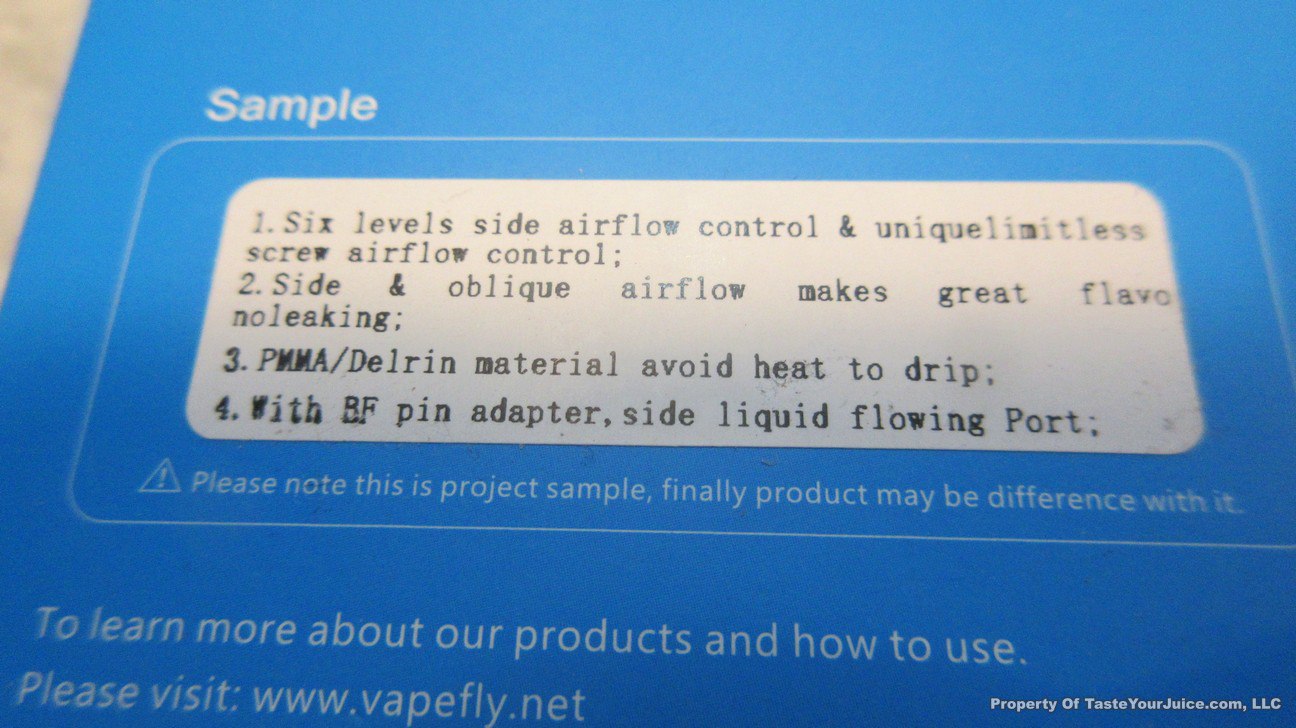 Sample
1. Six levels side airflow control & uniquelimitless
screw airflow control;
2. Side & oblique airflow makes great flavo
noleaking;
3. PMMA/Delrin material avoid heat to drip;
4. With BF pin adapter, side liquid flowing Port;
Please note this is project sample, finally product may be difference with it.
To learn more about our products and how to use.
Please visit: www.vapefly.net
Property Of TasteYourJuice.com, LLC